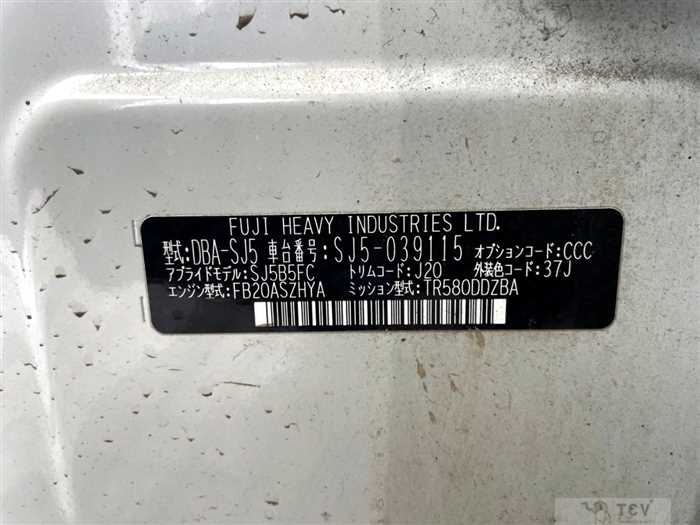 FUJI HEAVY INDUSTRIES LTD.
型式:DBA-SJ5 車台番号:SJ5-039115 オプションコード:CCC
アプライドモデル:SJ5B5FC トリムコード:J20 外装色コード:37J
エンジン型式:FB20ASZHYA ミッション型式:TR580DDZBA
TCV